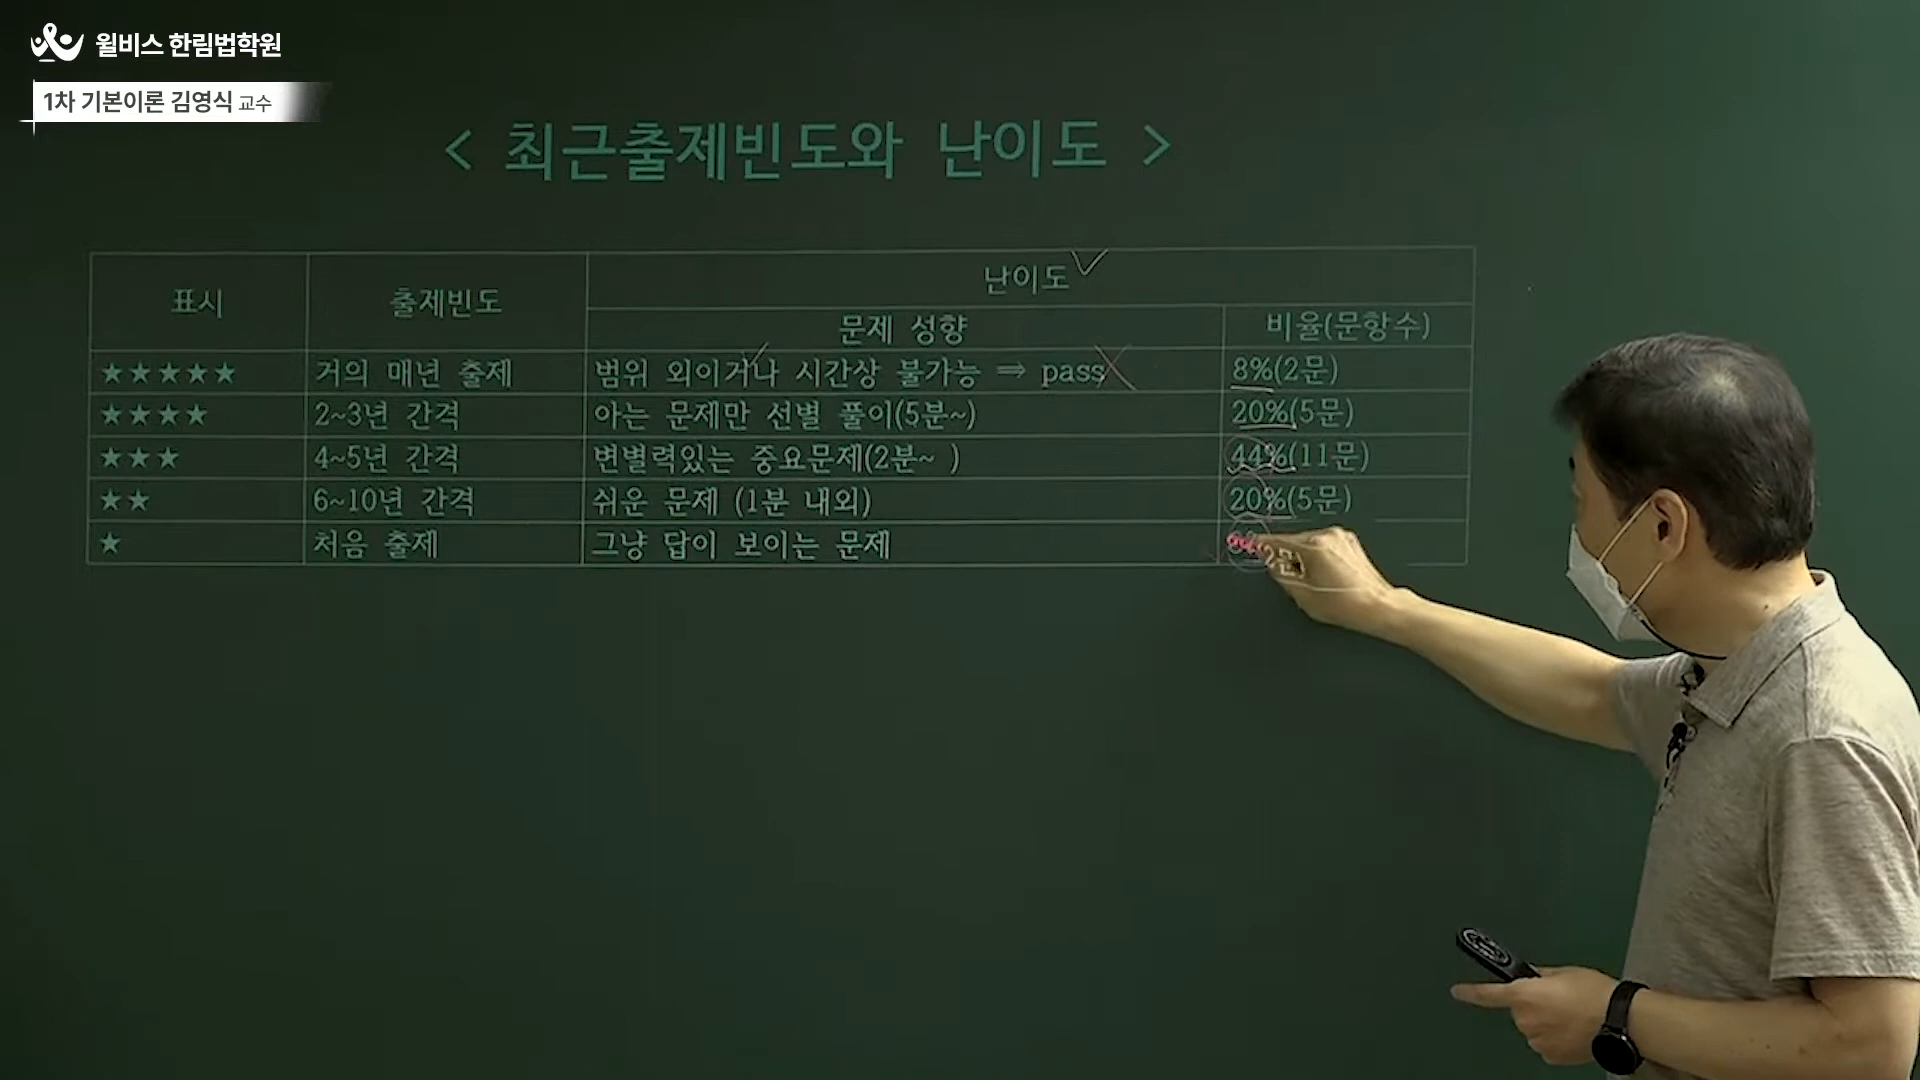 윌비스 한림법학원
1차 기본이론 김영식 교수
< 최근출제빈도와 난이도 >
표시 출제빈도 난이도
문제 성향 비율(문항수)
★★★★★ 거의 매년 출제 범위 외이거나 시간상 불가능 ⇒ pass 8%(2문)
★★★★ 2~3년 간격 아는 문제만 선별 풀이(5분~) 20%(5문)
★★★ 4~5년 간격 변별력있는 중요문제(2분~ ) 44%(11문)
★★ 6~10년 간격 쉬운 문제 (1분 내외) 20%(5문)
★ 처음 출제 그냥 답이 보이는 문제